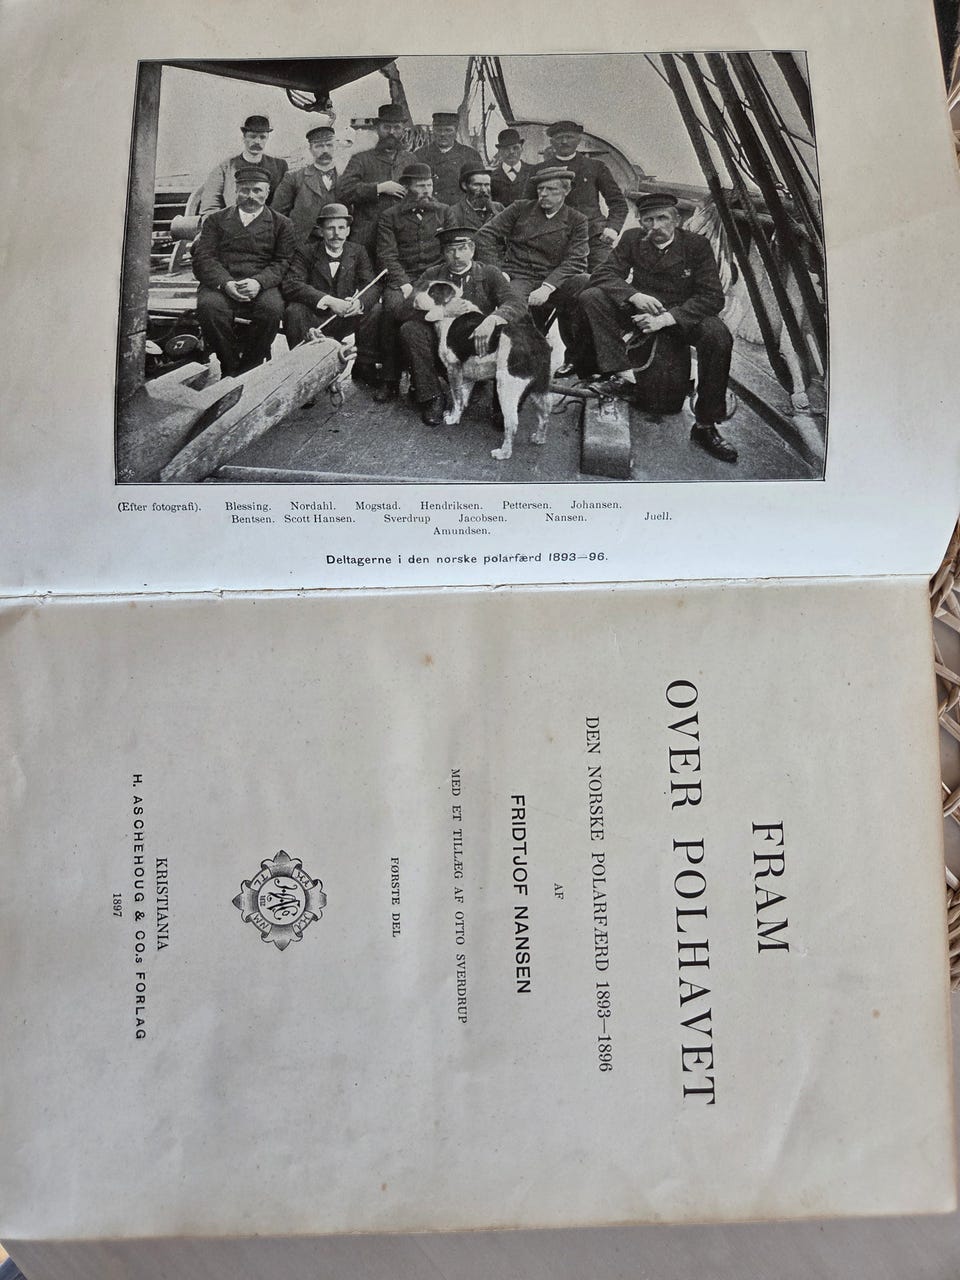 (Efter fotografi). Blessing. Nordahl. Mogstad. Hendriksen. Pettersen. Johansen.
Bentsen. Scott Hansen. Sverdrup Jacobsen. Nansen. Juell.
Amundsen.
Deltagerne i den norske polarfærd 1893—96.
FRAM
OVER POLHAVET
DEN NORSKE POLARFÆRD 1893—1896
AF
FRIDTJOF NANSEN
MED ET TILLÆG AF OTTO SVERDRUP
FØRSTE DEL
KRISTIANIA
H. ASCHEHOUG & CO.s FORLAG
1897